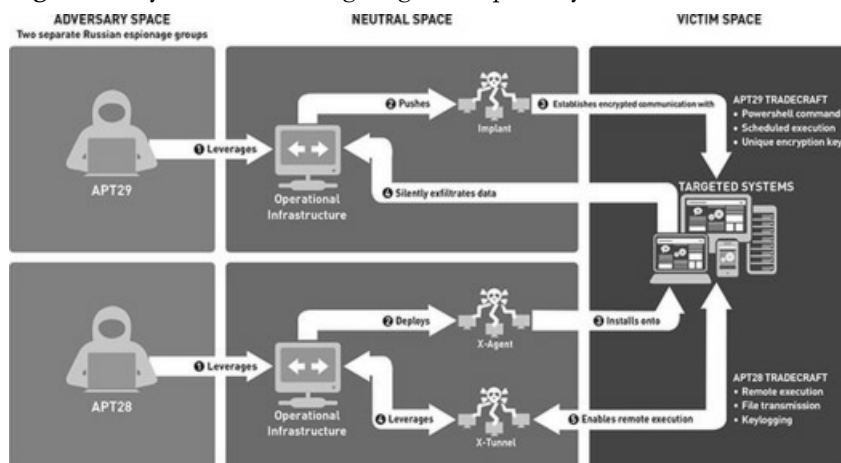 ADVERSARY SPACE
Two separate Russian espionage groups
NEUTRAL SPACE
VICTIM SPACE
APT29
❶ Leverages
Operational
Infrastructure
❷ Pushes
Implant
❸ Establishes encrypted communication with
❹ Silently exfiltrates data
APT29 TRADECRAFT
• Powershell command
• Scheduled execution
• Unique encryption key
TARGETED SYSTEMS
APT28
❶ Leverages
Operational
Infrastructure
❷ Deploys
X-Agent
❸ Installs onto
❹ Leverages
X-Tunnel
❺ Enables remote execution
APT28 TRADECRAFT
• Remote execution
• File transmission
• Keylogging